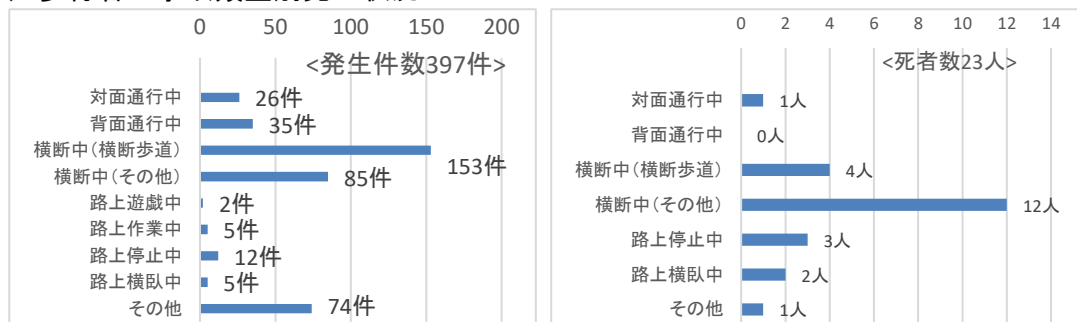 0 50 100 150 200
<発生件数397件>
対面通行中 26件
背面通行中 35件
横断中(横断歩道) 153件
横断中(その他) 85件
路上遊戯中 2件
路上作業中 5件
路上停止中 12件
路上横臥中 5件
その他 74件
0 2 4 6 8 10 12 14
<死者数23人>
対面通行中 1人
背面通行中 0人
横断中(横断歩道) 4人
横断中(その他) 12人
路上停止中 3人
路上横臥中 2人
その他 1人